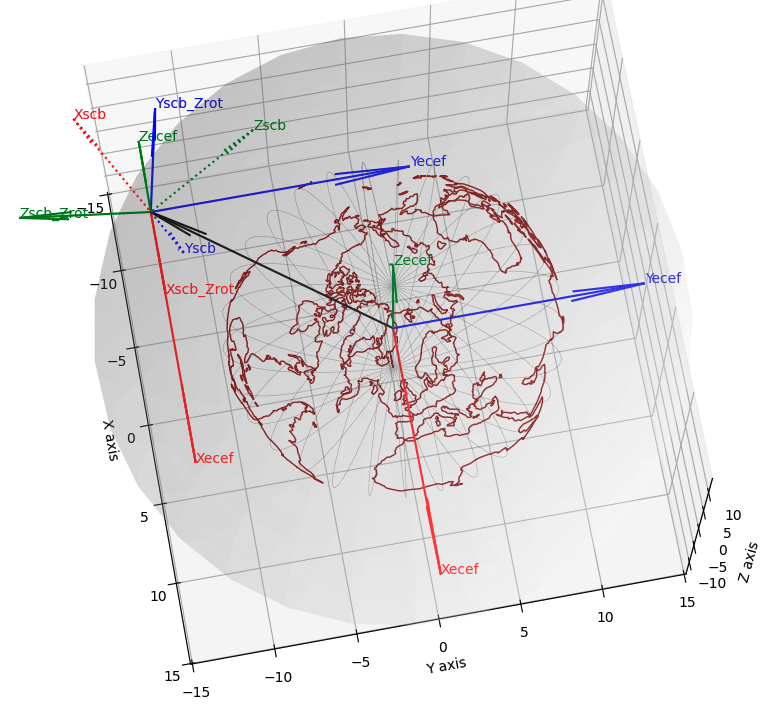 Yscb_Zrot
Xscb
Zscb
Zecef
Yecef
Zscb_Zrot
−15
Yscb
Zecef
Yecef
−10
Xscb_Zrot
−5
X axis
0
Xecef
5
10
Xecef
15
−15
−10
−5
0
5
10
15
Y axis
−10
−5
0
5
10
Z axis